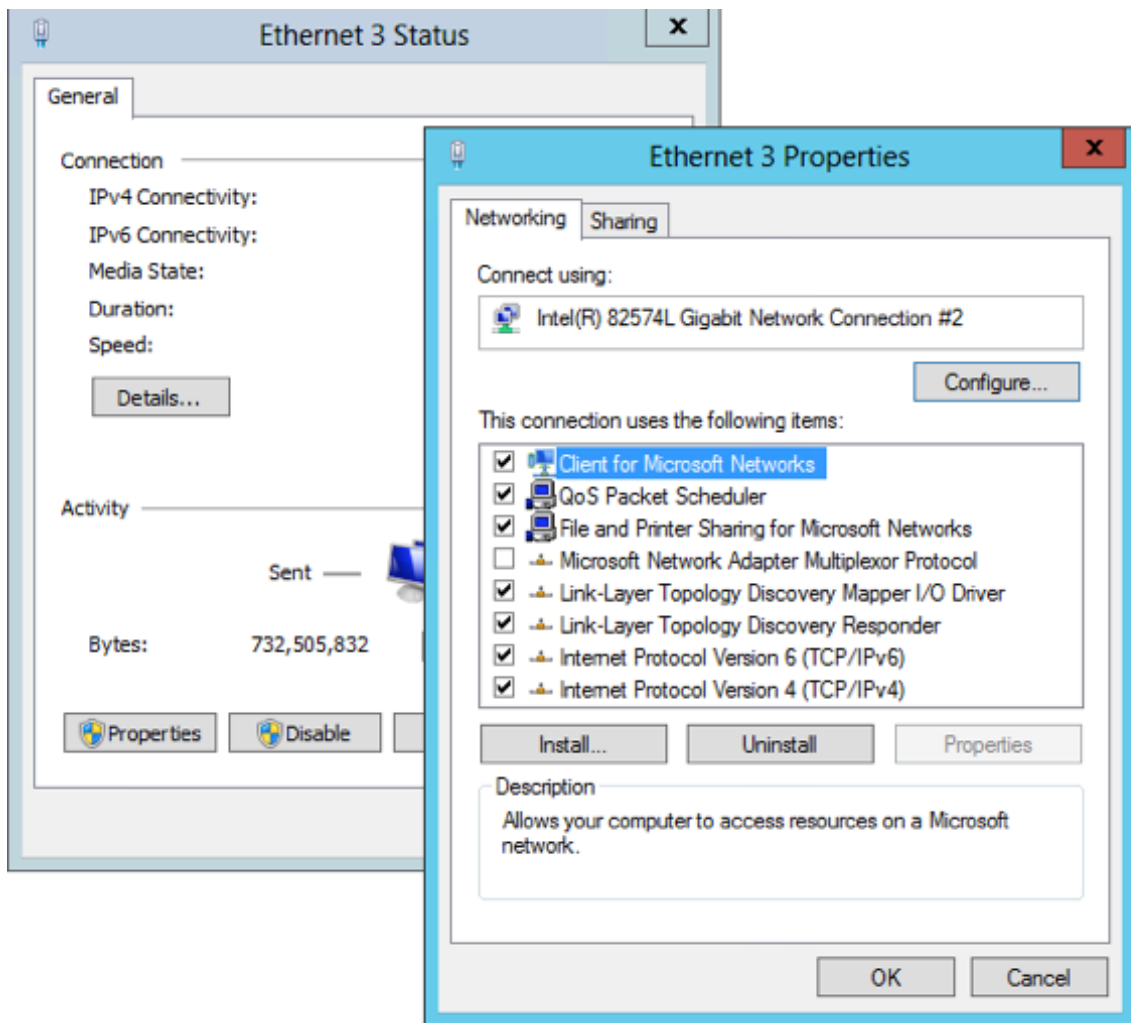 Ethernet 3 Status
x
General
Connection
IPv4 Connectivity:
IPv6 Connectivity:
Media State:
Duration:
Speed:
Details...
Activity
Sent
Bytes: 732,505,832
Properties
Disable
Ethernet 3 Properties
x
Networking
Sharing
Connect using:
Intel(R) 82574L Gigabit Network Connection #2
Configure...
This connection uses the following items:
Client for Microsoft Networks
QoS Packet Scheduler
File and Printer Sharing for Microsoft Networks
Microsoft Network Adapter Multiplexor Protocol
Link-Layer Topology Discovery Mapper I/O Driver
Link-Layer Topology Discovery Responder
Internet Protocol Version 6 (TCP/IPv6)
Internet Protocol Version 4 (TCP/IPv4)
Install...
Uninstall
Properties
Description
Allows your computer to access resources on a Microsoft
network.
OK
Cancel